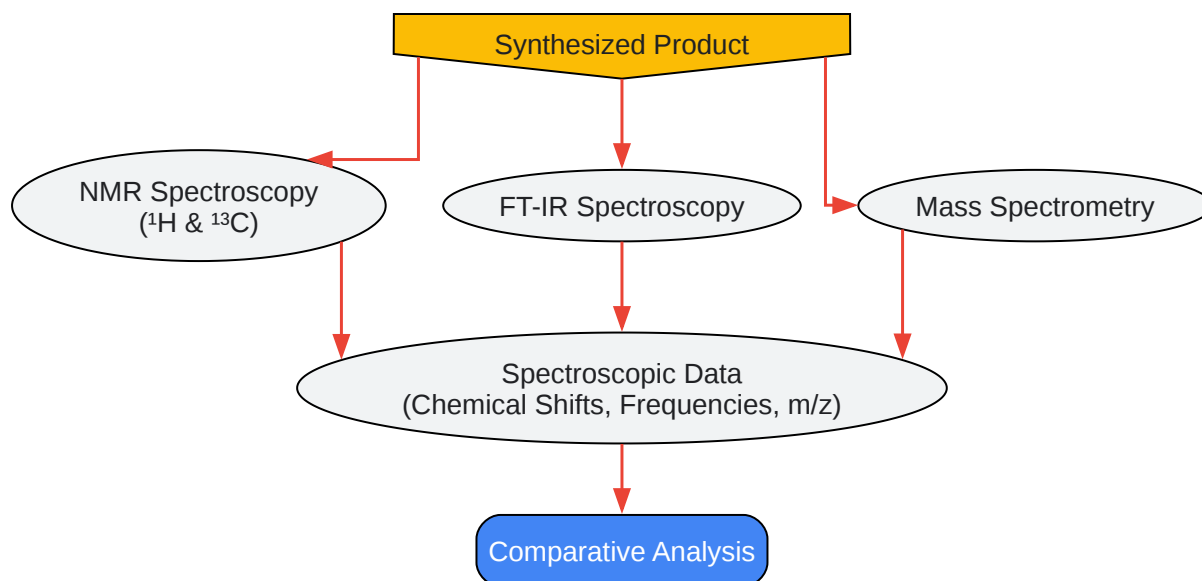 Synthesized Product
NMR Spectroscopy
(¹H & ¹³C)
FT-IR Spectroscopy
Mass Spectrometry
Spectroscopic Data
(Chemical Shifts, Frequencies, m/z)
Comparative Analysis